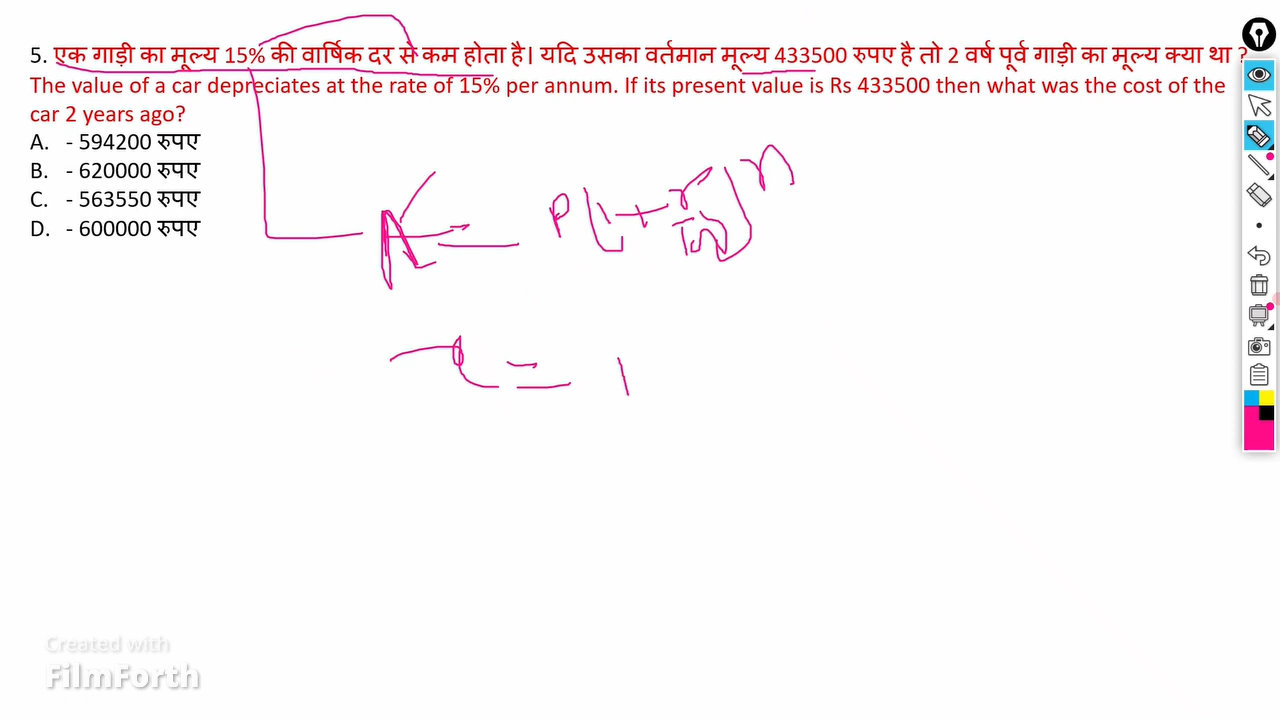 5. एक गाड़ी का मूल्य 15% की वार्षिक दर से कम होता है। यदि उसका वर्तमान मूल्य 433500 रुपए है तो 2 वर्ष पूर्व गाड़ी का मूल्य क्या था ?
The value of a car depreciates at the rate of 15% per annum. If its present value is Rs 433500 then what was the cost of the
car 2 years ago?
A. - 594200 रुपए
B. - 620000 रुपए
C. - 563550 रुपए
D. - 600000 रुपए
A = P[1 + r/100]n
r = 1
Created with
FilmForth